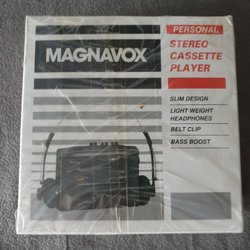 PERSONAL
MAGNAVOX
STEREO
CASSETTE
PLAYER
SLIM DESIGN
LIGHT WEIGHT
HEADPHONES
BELT CLIP
BASS BOOST